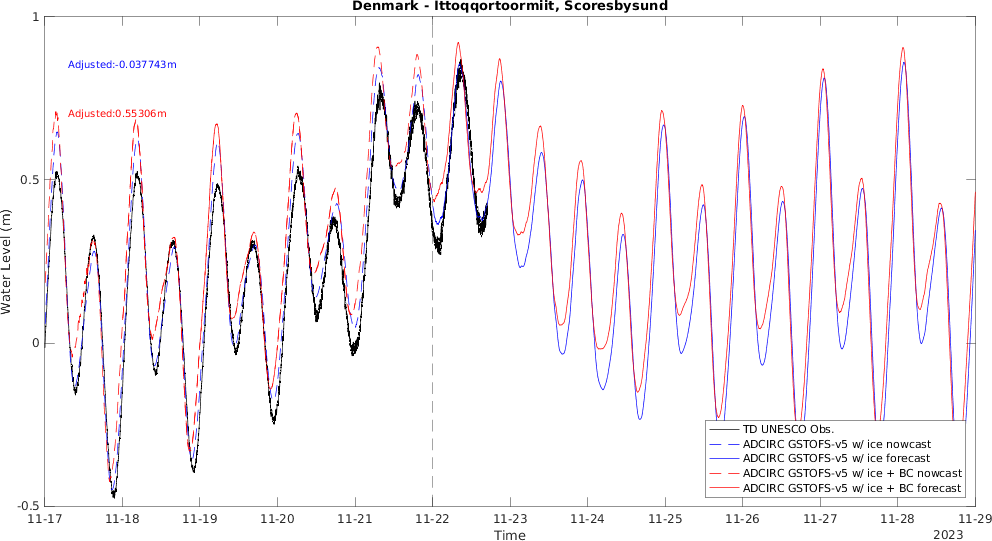 Denmark - Ittoqqortoormiit, Scoresbysund
1
Adjusted:-0.037743m
Adjusted:0.55306m
0.5
Water Level (m)
0
-0.5
TD UNESCO Obs.
ADCIRC GSTOFS-v5 w/ ice nowcast
ADCIRC GSTOFS-v5 w/ ice forecast
ADCIRC GSTOFS-v5 w/ ice + BC nowcast
ADCIRC GSTOFS-v5 w/ ice + BC forecast
11-17 11-18 11-19 11-20 11-21 11-22 11-23 11-24 11-25 11-26 11-27 11-28 11-29
Time
2023